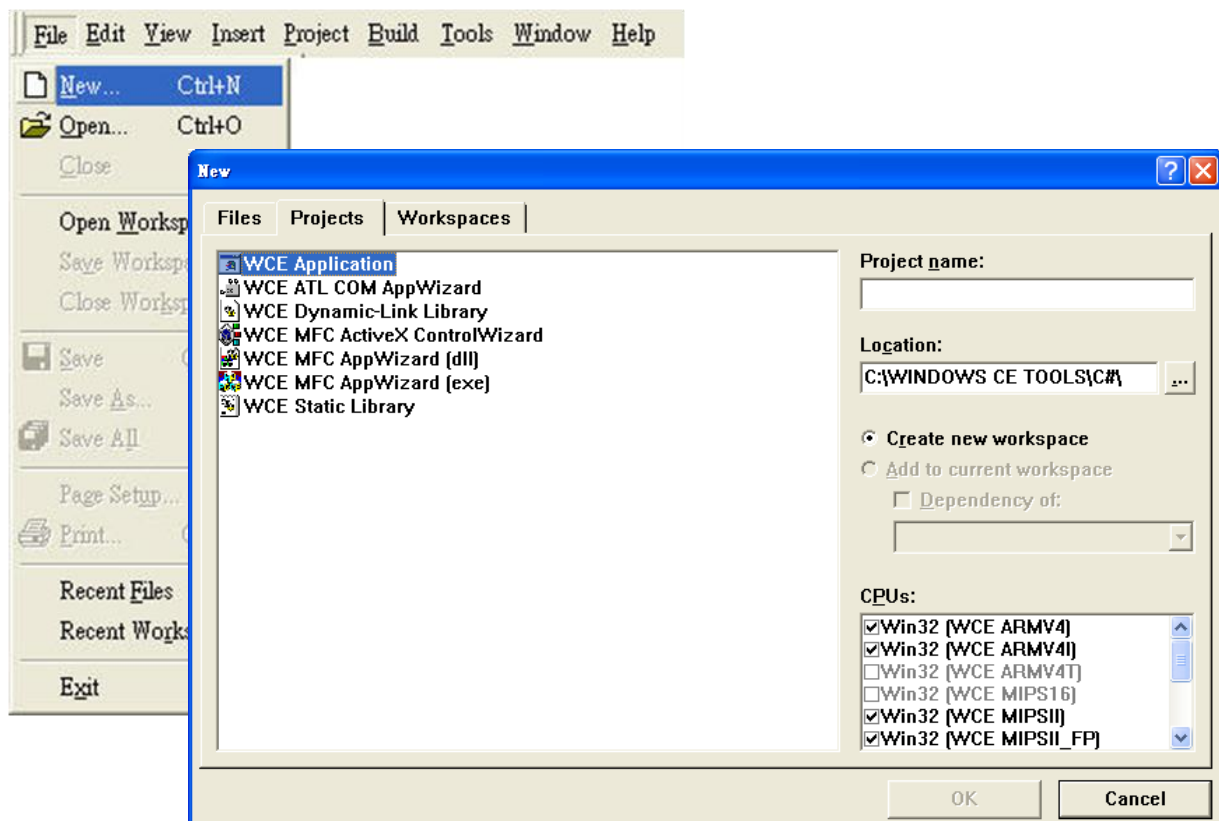 File Edit View Insert Project Build Tools Window Help
New... Ctrl+N
Open... Ctrl+O
Close
Open Worksp
Save Worksp
Close Worksp
Save
Save As...
Save All
Page Setup...
Print...
Recent Files
Recent Works
Exit
New
Files Projects Workspaces
WCE Application
WCE ATL COM AppWizard
WCE Dynamic-Link Library
WCE MFC ActiveX ControlWizard
WCE MFC AppWizard (dll)
WCE MFC AppWizard (exe)
WCE Static Library
Project name:
Location:
C:\WINDOWS CE TOOLS\C#\ ...
Create new workspace
Add to current workspace
Dependency of:
CPUs:
Win32 (WCE ARMV4)
Win32 (WCE ARMV4I)
Win32 (WCE ARMV4T)
Win32 (WCE MIPS16)
Win32 (WCE MIPSII)
Win32 (WCE MIPSII_FP)
OK Cancel